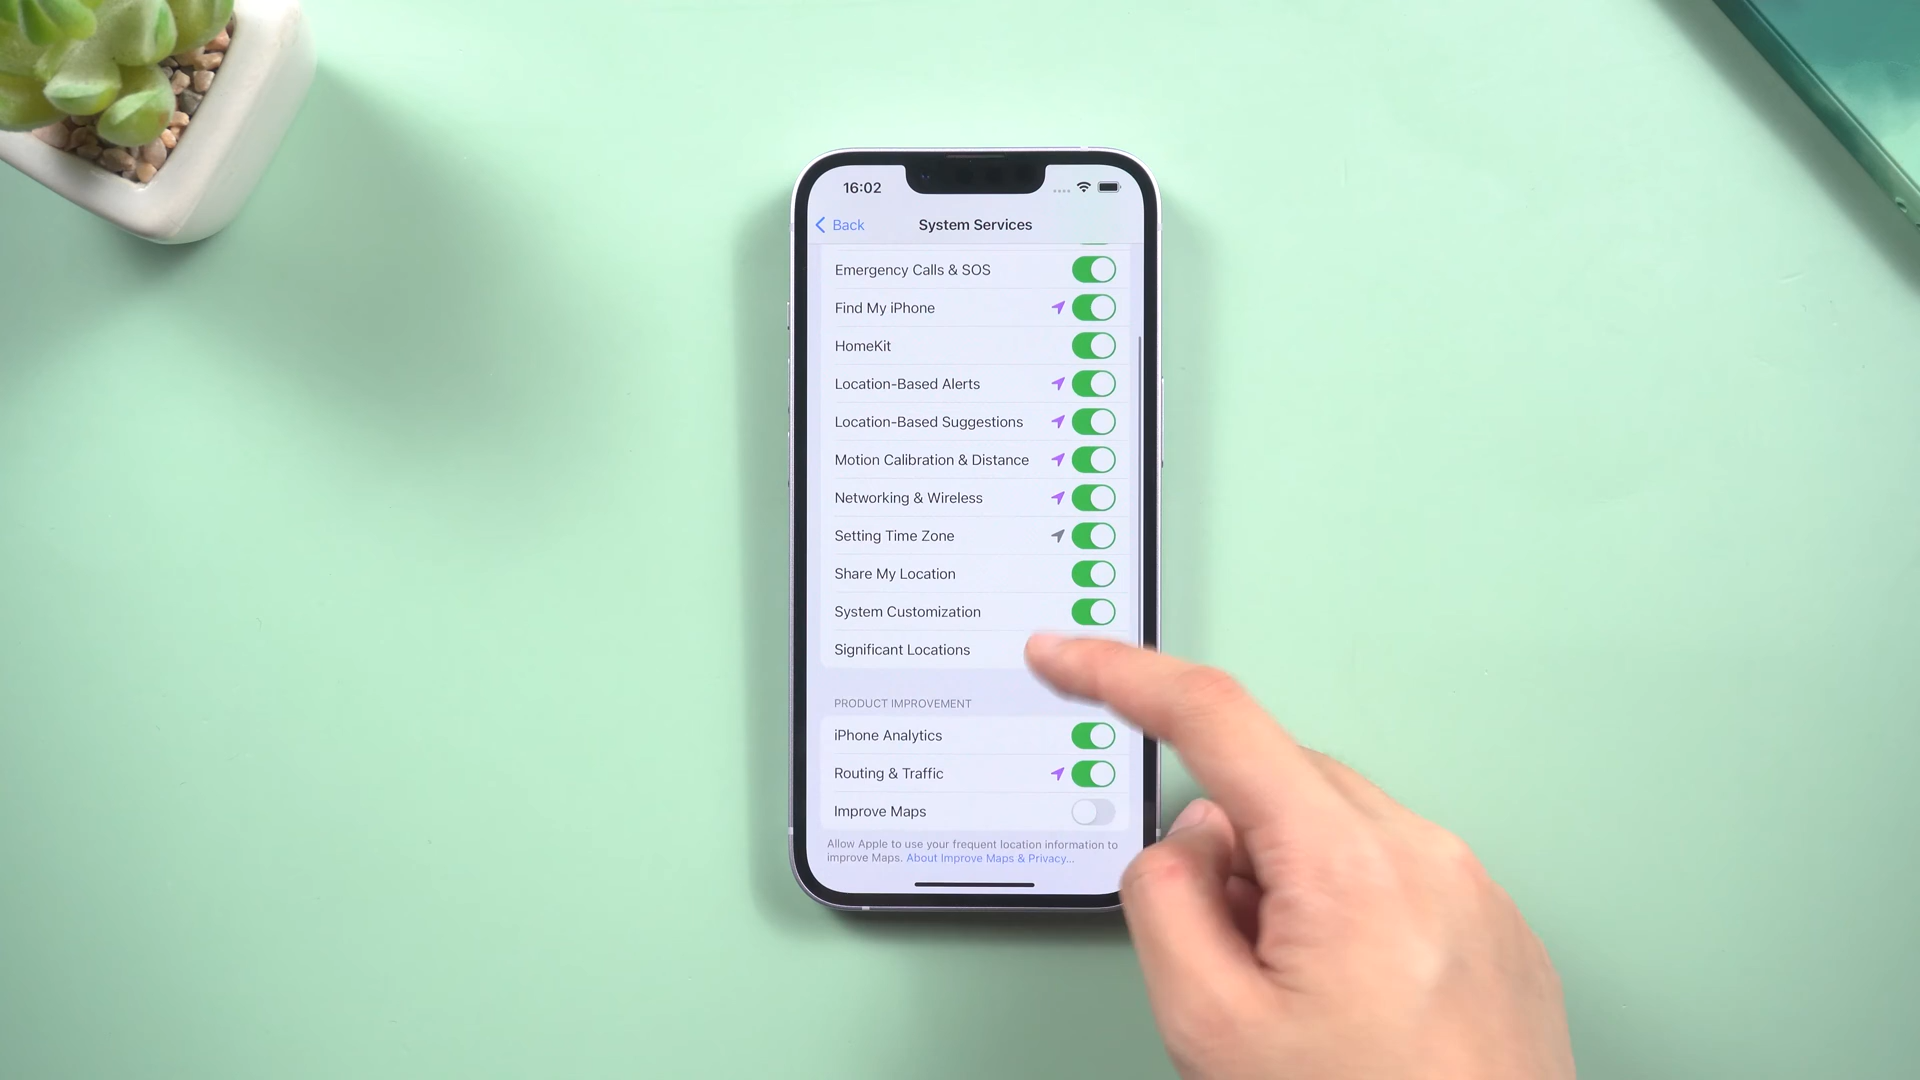 16:02
Back
System Services
Emergency Calls & SOS
Find My iPhone
HomeKit
Location-Based Alerts
Location-Based Suggestions
Motion Calibration & Distance
Networking & Wireless
Setting Time Zone
Share My Location
System Customization
Significant Locations
PRODUCT IMPROVEMENT
iPhone Analytics
Routing & Traffic
Improve Maps
Allow Apple to use your frequent location information to
improve Maps. About Improve Maps & Privacy...